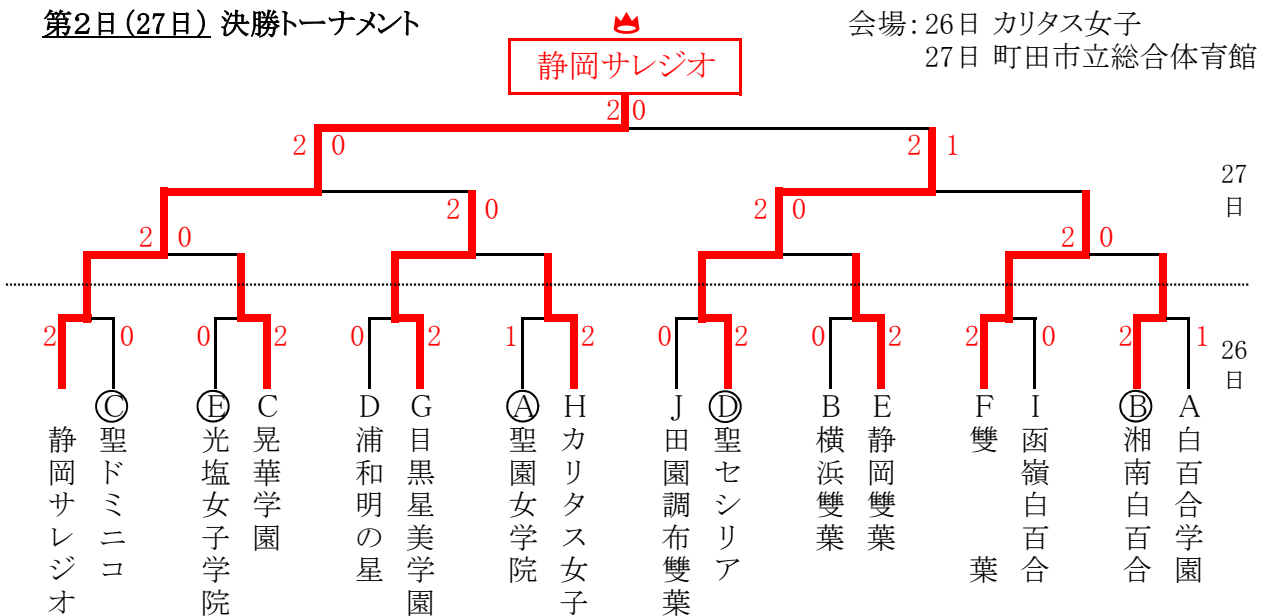 第2日(27日) 決勝トーナメント
会場:26日 カリタス女子
27日 町田市立総合体育館
静岡サレジオ
2 0
2 0
2 1
27日
2 0
2 0
2 0
2 0
2 0
0 2
0 2
1 2
0 2
0 2
2 0
2 1
26日
静岡サレジオ
Ⓒ聖ドミニコ
Ⓔ光塩女子学院
C晃華学園
D浦和明の星
G目黒星美学園
Ⓐ聖園女学院
Hカリタス女子
J田園調布雙葉
Ⓓ聖セシリア
B横浜雙葉
E静岡雙葉
F雙 葉
I函嶺白百合
Ⓑ湘南白百合
A白百合学園